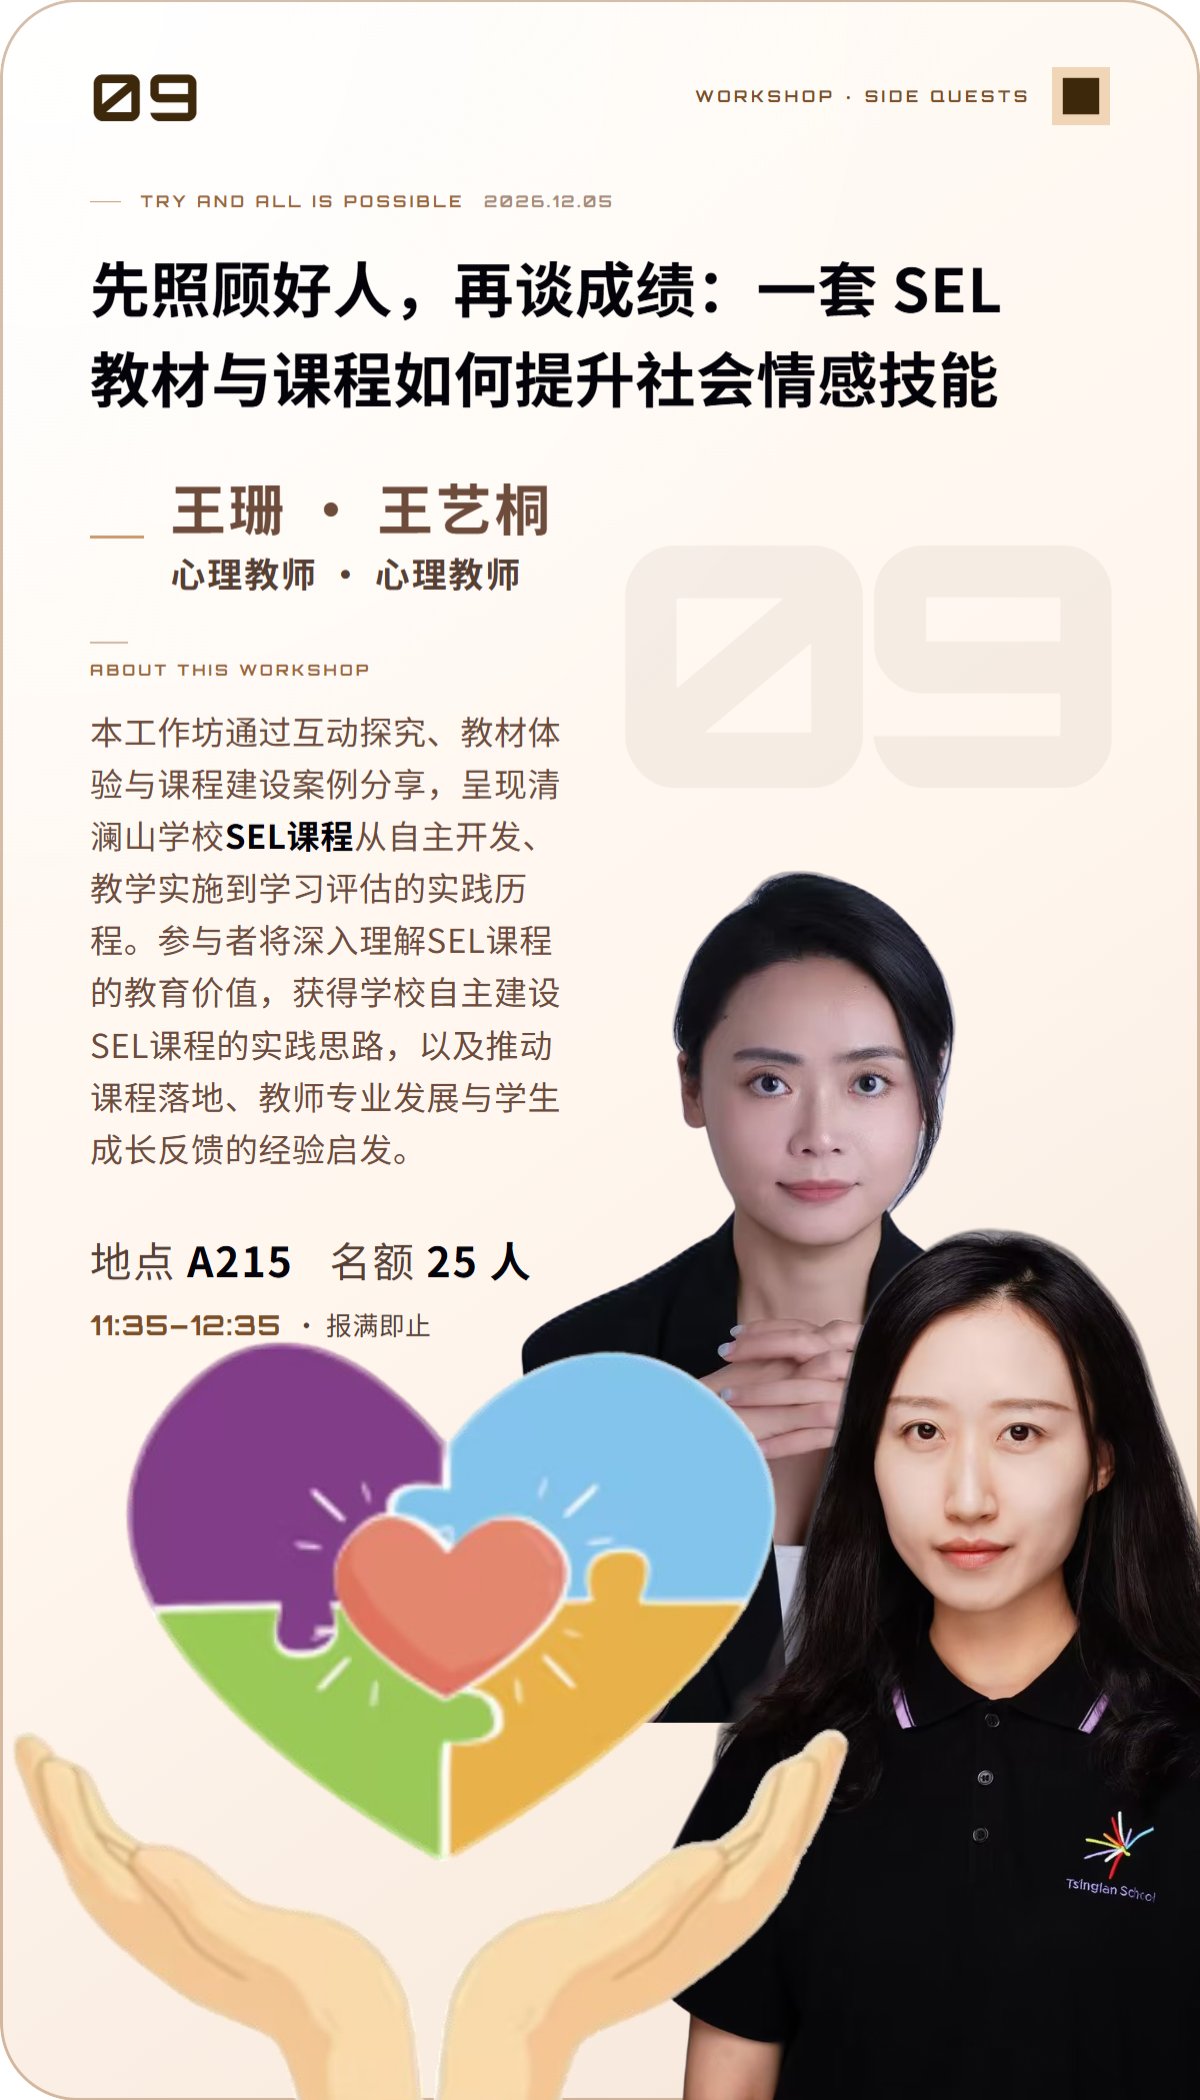 09
WORKSHOP · SIDE QUESTS
TRY AND ALL IS POSSIBLE 2026.12.05
先照顾好人，再谈成绩：一套 SEL
教材与课程如何提升社会情感技能
王珊 · 王艺桐
心理教师 · 心理教师
09
ABOUT THIS WORKSHOP
本工作坊通过互动探究、教材体
验与课程建设案例分享，呈现清
澜山学校SEL课程从自主开发、
教学实施到学习评估的实践历
程。参与者将深入理解SEL课程
的教育价值，获得学校自主建设
SEL课程的实践思路，以及推动
课程落地、教师专业发展与学生
成长反馈的经验启发。
地点 A215 名额 25 人
11:35–12:35 · 报满即止
Tsinglan School